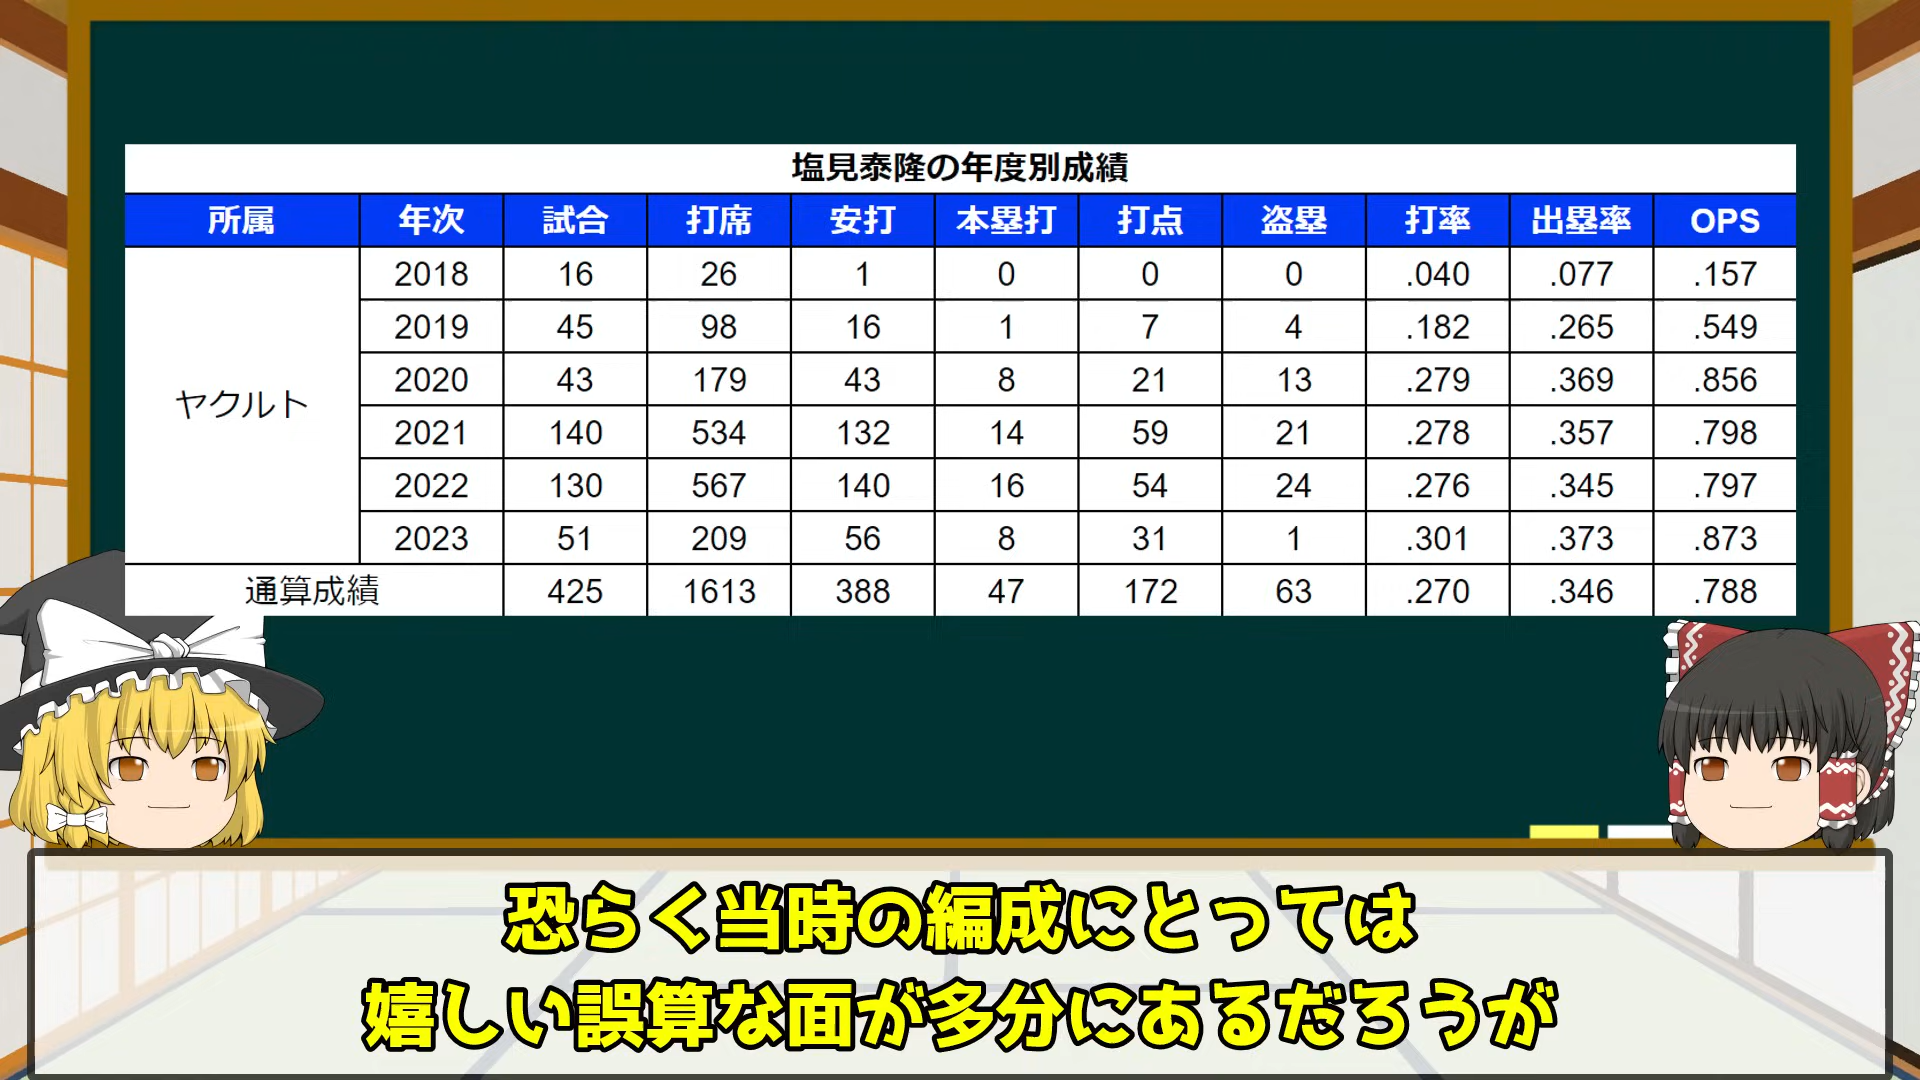 塩見泰隆の年度別成績
所属 年次 試合 打席 安打 本塁打 打点 盗塁 打率 出塁率 OPS
ヤクルト
2018 16 26 1 0 0 0 .040 .077 .157
2019 45 98 16 1 7 4 .182 .265 .549
2020 43 179 43 8 21 13 .279 .369 .856
2021 140 534 132 14 59 21 .278 .357 .798
2022 130 567 140 16 54 24 .276 .345 .797
2023 51 209 56 8 31 1 .301 .373 .873
通算成績 425 1613 388 47 172 63 .270 .346 .788
恐らく当時の編成にとっては
嬉しい誤算な面が多分にあるだろうが